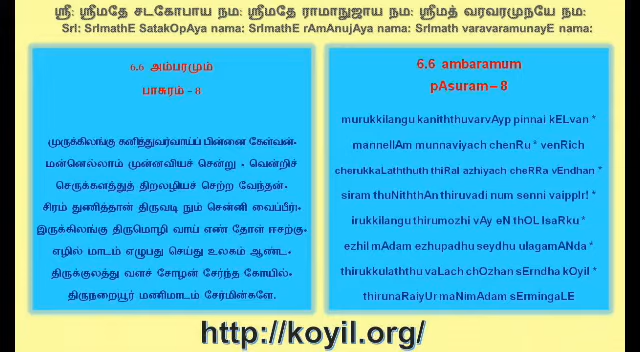 ஸ்ரீ: ஸ்ரீமதே சடகோபாய நம: ஸ்ரீமதே ராமாநுஜாய நம: ஸ்ரீமத் வரவரமுநயே நம:
SrI: SrImathE SatakOpAya nama: SrImathE rAmAnujAya nama: SrImath varavaramunayE nama:
6.6 அம்பரமும்
பாசுரம் – 8
முருக்கிலங்கு கனித்துவர்வாய்ப் பின்னை கேள்வன்*
மன்னெல்லாம் முன்னவியச் சென்று * வென்றிச்
செருக்களத்துத் திறலழியச் செற்ற வேந்தன்*
சிரம் துணித்தான் திருவடி நும் சென்னி வைப்பீர்!*
இருக்கிலங்கு திருமொழி வாய் எண் தோள் ஈசற்கு*
எழில் மாடம் எழுபது செய்து உலகம் ஆண்ட*
திருக்குலத்து வளச் சோழன் சேர்ந்த கோயில்*
திருநறையூர் மணிமாடம் சேர்மின்களே.
6.6 ambaramum
pAsuram – 8
murukkilangu kaniththuvarvAyp pinnai kELvan *
mannellAm munnaviyach chenRu * venRich
cherukkaLaththuth thiRal azhiyach cheRRa vEndhan *
siram thuNiththAn thiruvadi num senni vaippIr! *
irukkilangu thirumozhi vAy eN thOL IsaRku *
ezhil mAdam ezhupadhu seydhu ulagamANda *
thirukkulaththu vaLach chOzhan sErndha kOyil *
thirunaRaiyUr maNimAdam sErmingaLE
http://koyil.org/